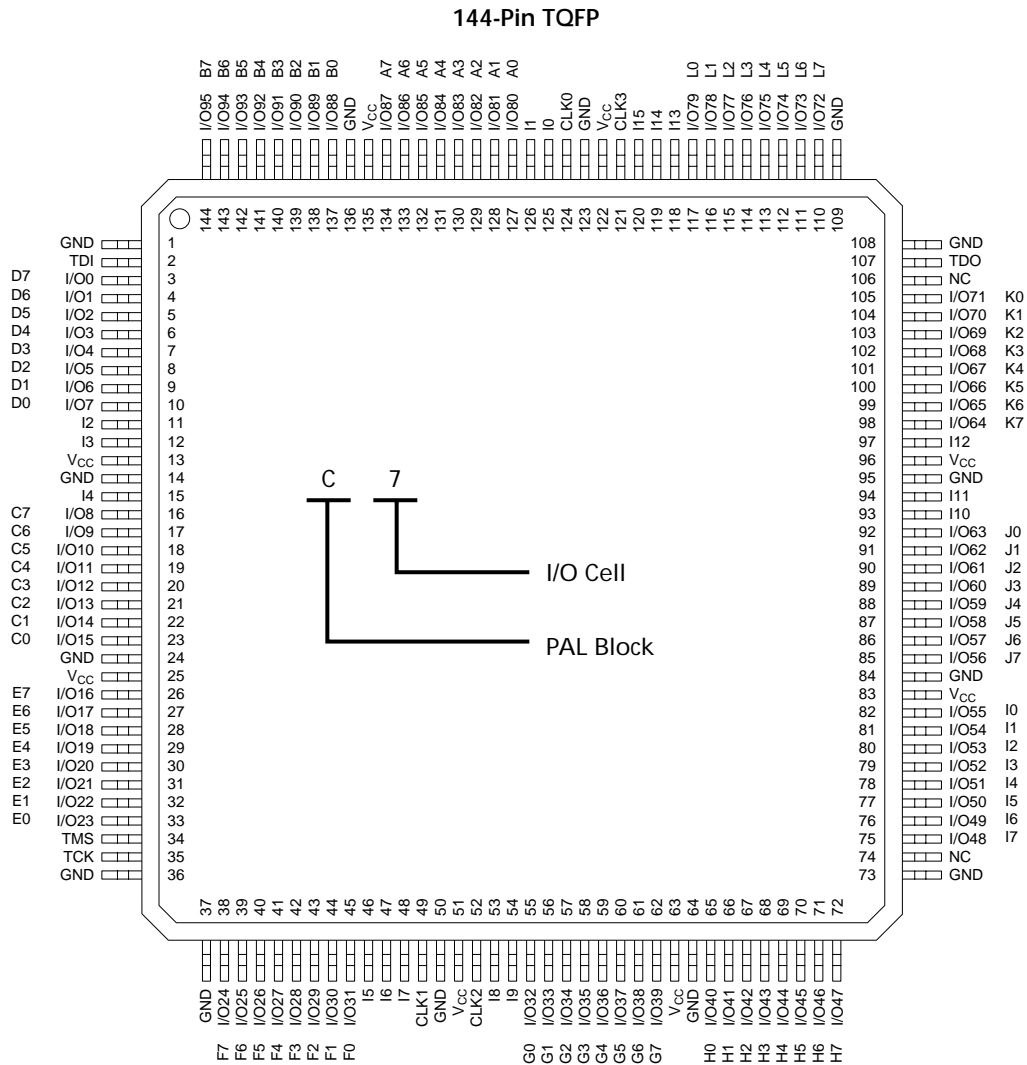 144-Pin TQFP
B7 B6 B5 B4 B3 B2 B1 B0 A7 A6 A5 A4 A3 A2 A1 A0 L0 L1 L2 L3 L4 L5 L6 L7
I/O95 I/O94 I/O93 I/O92 I/O91 I/O90 I/O89 I/O88 GND VCC I/O87 I/O86 I/O85 I/O84 I/O83 I/O82 I/O81 I/O80 I1 I0 CLK0 GND VCC CLK3 I15 I14 I13 I/O79 I/O78 I/O77 I/O76 I/O75 I/O74 I/O73 I/O72 GND
144 143 142 141 140 139 138 137 136 135 134 133 132 131 130 129 128 127 126 125 124 123 122 121 120 119 118 117 116 115 114 113 112 111 110 109
GND 1 108 GND
TDI 2 107 TDO
D7 I/O0 3 106 NC
D6 I/O1 4 105 I/O71 K0
D5 I/O2 5 104 I/O70 K1
D4 I/O3 6 103 I/O69 K2
D3 I/O4 7 102 I/O68 K3
D2 I/O5 8 101 I/O67 K4
D1 I/O6 9 100 I/O66 K5
D0 I/O7 10 99 I/O65 K6
I2 11 98 I/O64 K7
I3 12 97 I12
VCC 13 96 VCC
GND 14 95 GND
I4 15 94 I11
C7 I/O8 16 93 I10
C6 I/O9 17 92 I/O63 J0
C5 I/O10 18 91 I/O62 J1
C4 I/O11 19 90 I/O61 J2
C3 I/O12 20 89 I/O60 J3
C2 I/O13 21 88 I/O59 J4
C1 I/O14 22 87 I/O58 J5
C0 I/O15 23 86 I/O57 J6
GND 24 85 I/O56 J7
VCC 25 84 GND
E7 I/O16 26 83 VCC
E6 I/O17 27 82 I/O55 I0
E5 I/O18 28 81 I/O54 I1
E4 I/O19 29 80 I/O53 I2
E3 I/O20 30 79 I/O52 I3
E2 I/O21 31 78 I/O51 I4
E1 I/O22 32 77 I/O50 I5
E0 I/O23 33 76 I/O49 I6
TMS 34 75 I/O48 I7
TCK 35 74 NC
GND 36 73 GND
C 7
I/O Cell
PAL Block
37 38 39 40 41 42 43 44 45 46 47 48 49 50 51 52 53 54 55 56 57 58 59 60 61 62 63 64 65 66 67 68 69 70 71 72
GND I/O24 I/O25 I/O26 I/O27 I/O28 I/O29 I/O30 I/O31 I5 I6 I7 CLK1 GND VCC CLK2 I8 I9 I/O32 I/O33 I/O34 I/O35 I/O36 I/O37 I/O38 I/O39 VCC GND I/O40 I/O41 I/O42 I/O43 I/O44 I/O45 I/O46 I/O47
F7 F6 F5 F4 F3 F2 F1 F0 G0 G1 G2 G3 G4 G5 G6 G7 H0 H1 H2 H3 H4 H5 H6 H7